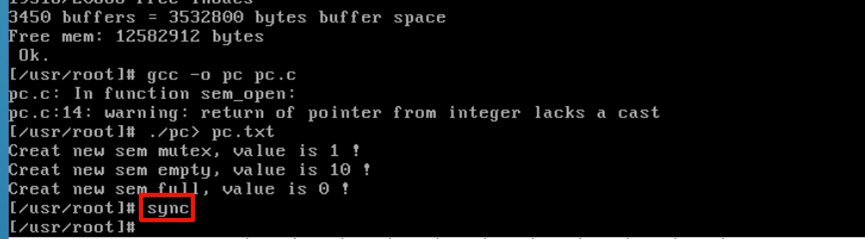 3450 buffers = 3532800 bytes buffer space
Free mem: 12582912 bytes
 Ok.
[/usr/root]# gcc -o pc pc.c
pc.c: In function sem_open:
pc.c:14: warning: return of pointer from integer lacks a cast
[/usr/root]# ./pc> pc.txt
Creat new sem mutex, value is 1 !
Creat new sem empty, value is 10 !
Creat new sem full, value is 0 !
[/usr/root]# sync
[/usr/root]#